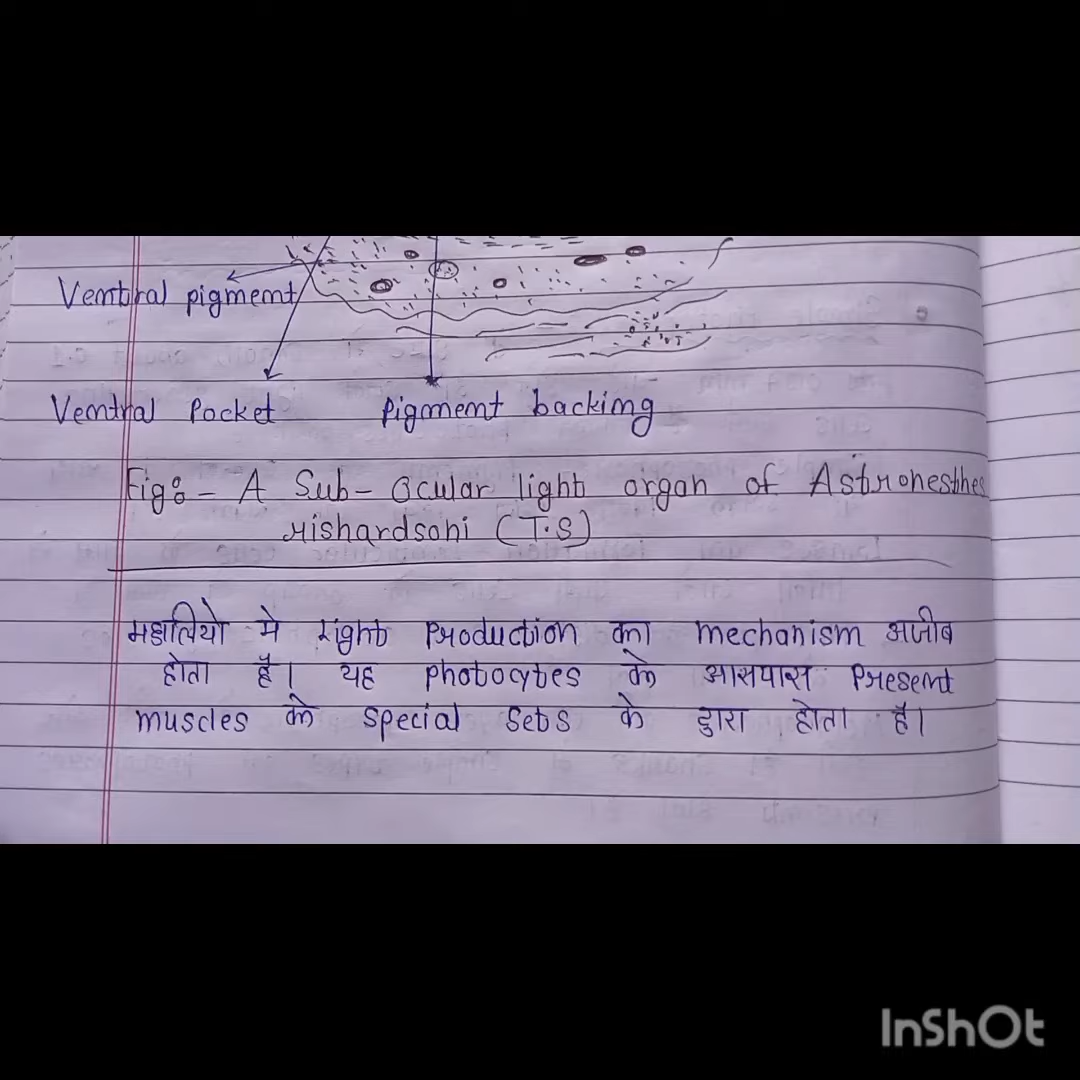 Ventral pigment
Ventral Pocket Pigment backing
Fig:- A Sub- Ocular light organ of Astronesthes
rishardsoni (T.S)
मछलियो मे Light Production का mechanism अजीब
होता है। यह Photocytes के आसपास Present
muscles के special sets के द्वारा होता है।
InShOt